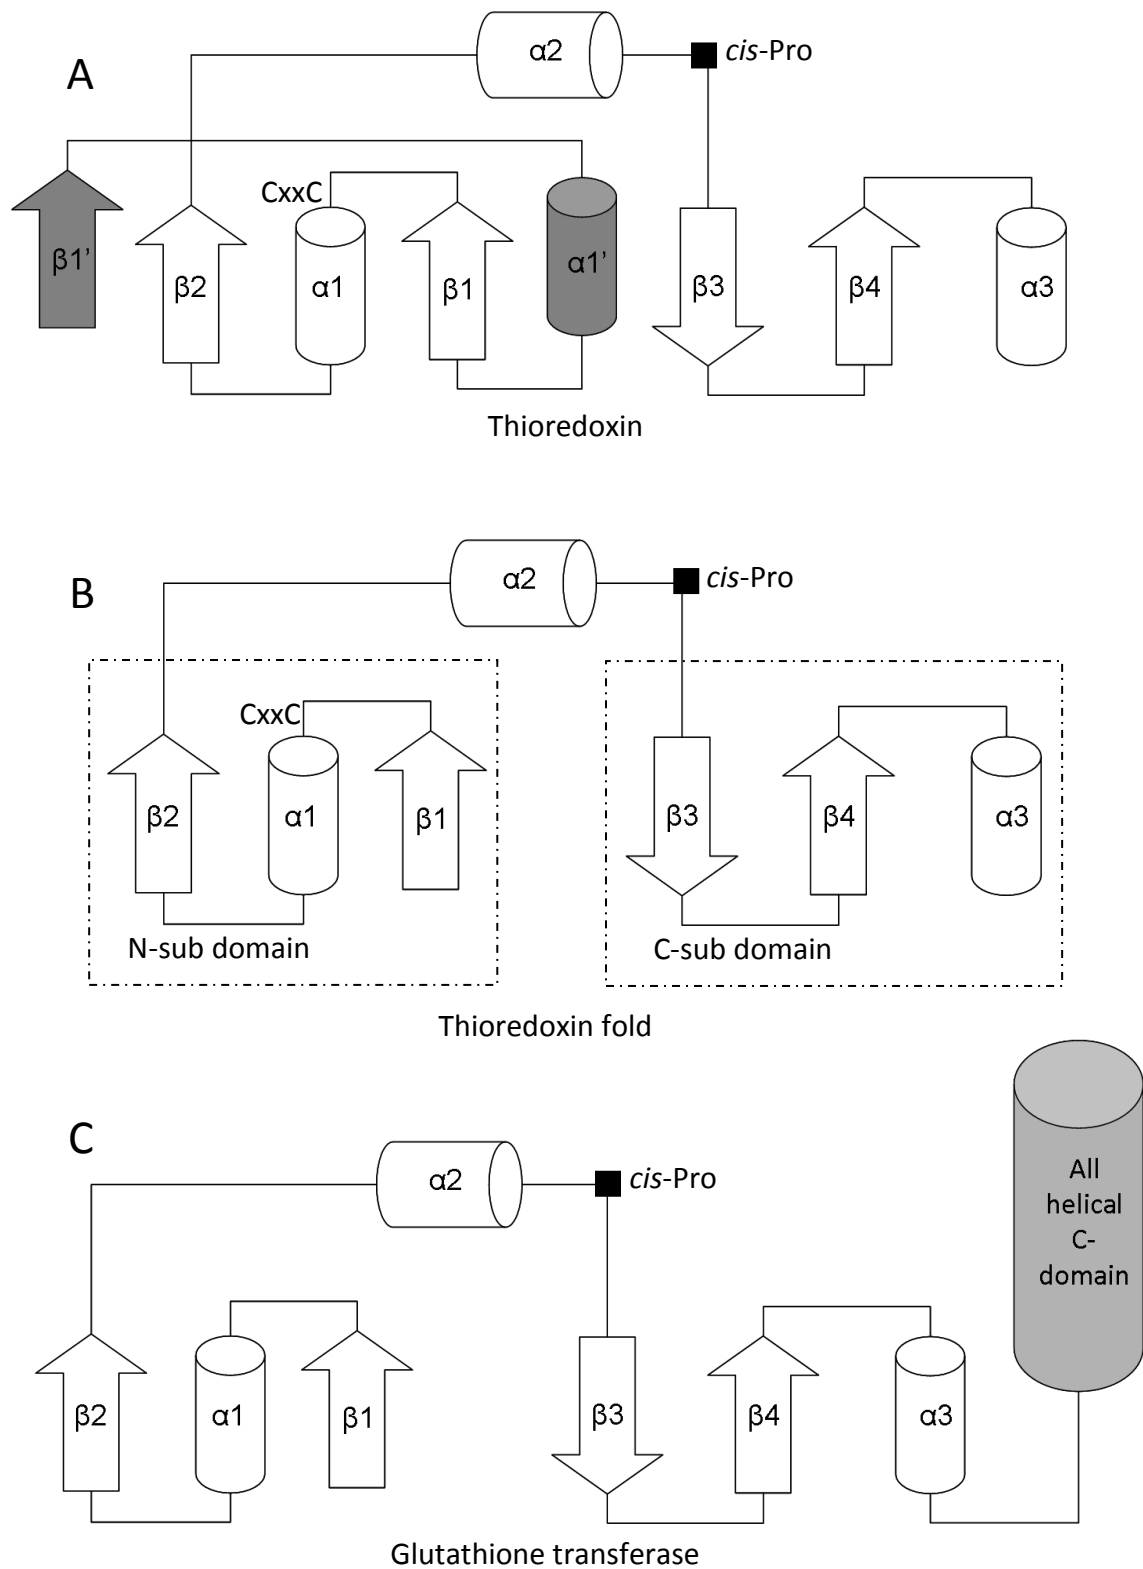 A
α2
cis-Pro
CxxC
β1’
β2
α1
β1
α1’
β3
β4
α3
Thioredoxin
B
α2
cis-Pro
CxxC
β2
α1
β1
β3
β4
α3
N-sub domain
C-sub domain
Thioredoxin fold
C
α2
cis-Pro
All
helical
C-
domain
β2
α1
β1
β3
β4
α3
Glutathione transferase